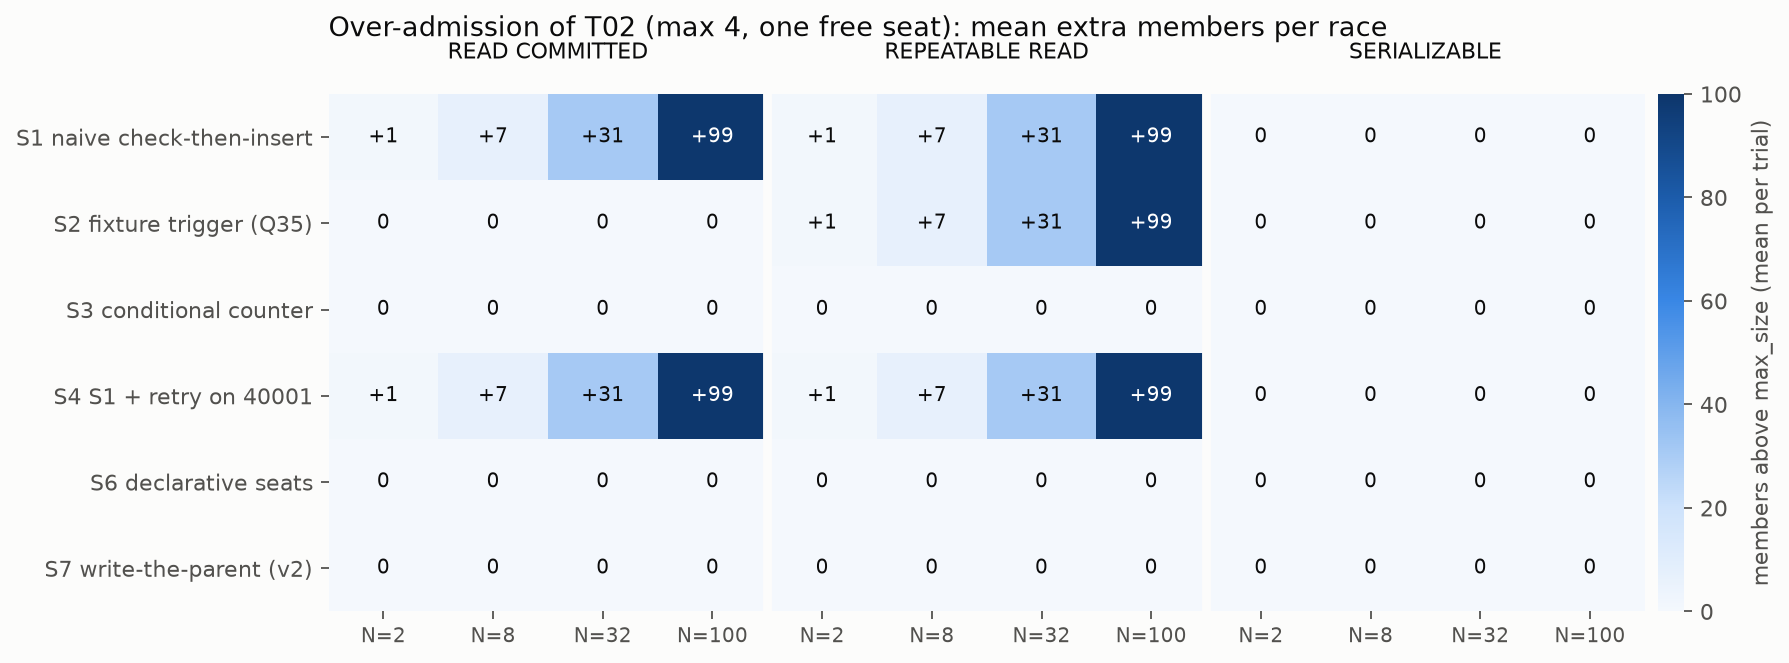 Over-admission of T02 (max 4, one free seat): mean extra members per race
READ COMMITTED REPEATABLE READ SERIALIZABLE
S1 naive check-then-insert +1 +7 +31 +99 +1 +7 +31 +99 0 0 0 0
S2 fixture trigger (Q35) 0 0 0 0 +1 +7 +31 +99 0 0 0 0
S3 conditional counter 0 0 0 0 0 0 0 0 0 0 0 0
S4 S1 + retry on 40001 +1 +7 +31 +99 +1 +7 +31 +99 0 0 0 0
S6 declarative seats 0 0 0 0 0 0 0 0 0 0 0 0
S7 write-the-parent (v2) 0 0 0 0 0 0 0 0 0 0 0 0
N=2 N=8 N=32 N=100 N=2 N=8 N=32 N=100 N=2 N=8 N=32 N=100
100
80
60
40
20
0
members above max_size (mean per trial)